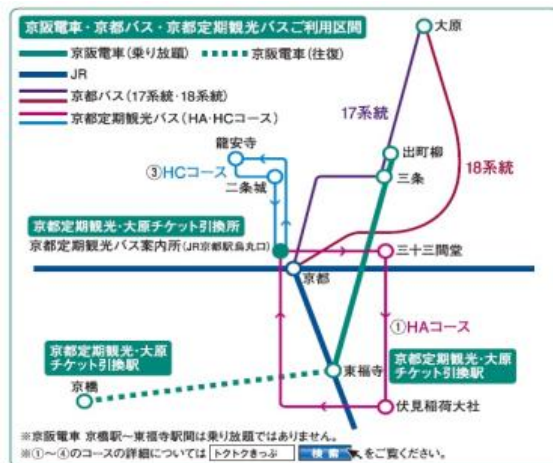 京阪電車・京都バス・京都定期観光バスご利用区間
京阪電車(乗り放題)
京阪電車(往復)
JR
京都バス(17系統・18系統)
京都定期観光バス(HA・HCコース)
大原
17系統
18系統
出町柳
三条
龍安寺
③HCコース
二条城
京都定期観光・大原チケット引換所
京都定期観光バス案内所(JR京都駅烏丸口)
三十三間堂
京都
①HAコース
京都定期観光・大原
チケット引換駅
京橋
東福寺
京都定期観光・大原
チケット引換駅
伏見稲荷大社
※京阪電車 京橋駅〜東福寺駅間は乗り放題ではありません。
※①〜④のコースの詳細については トクトクきっぷ 検索 をご覧ください。